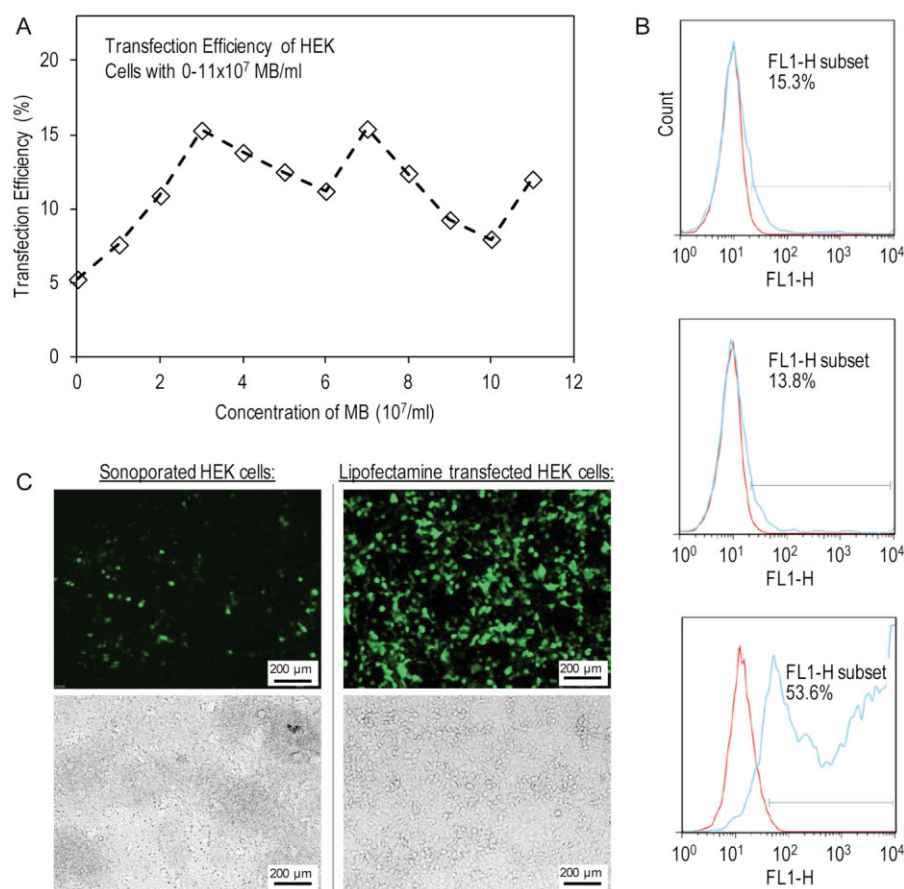 A
Transfection Efficiency of HEK
Cells with 0-11x10⁷ MB/ml
Transfection Efficiency (%)
20
15
10
5
0
0 2 4 6 8 10 12
Concentration of MB (10⁷/ml)
B
FL1-H subset
15.3%
Count
10⁰ 10¹ 10² 10³ 10⁴
FL1-H
FL1-H subset
13.8%
10⁰ 10¹ 10² 10³ 10⁴
FL1-H
FL1-H subset
53.6%
10⁰ 10¹ 10² 10³ 10⁴
FL1-H
C
Sonoporated HEK cells:
Lipofectamine transfected HEK cells:
200 µm
200 µm
200 µm
200 µm